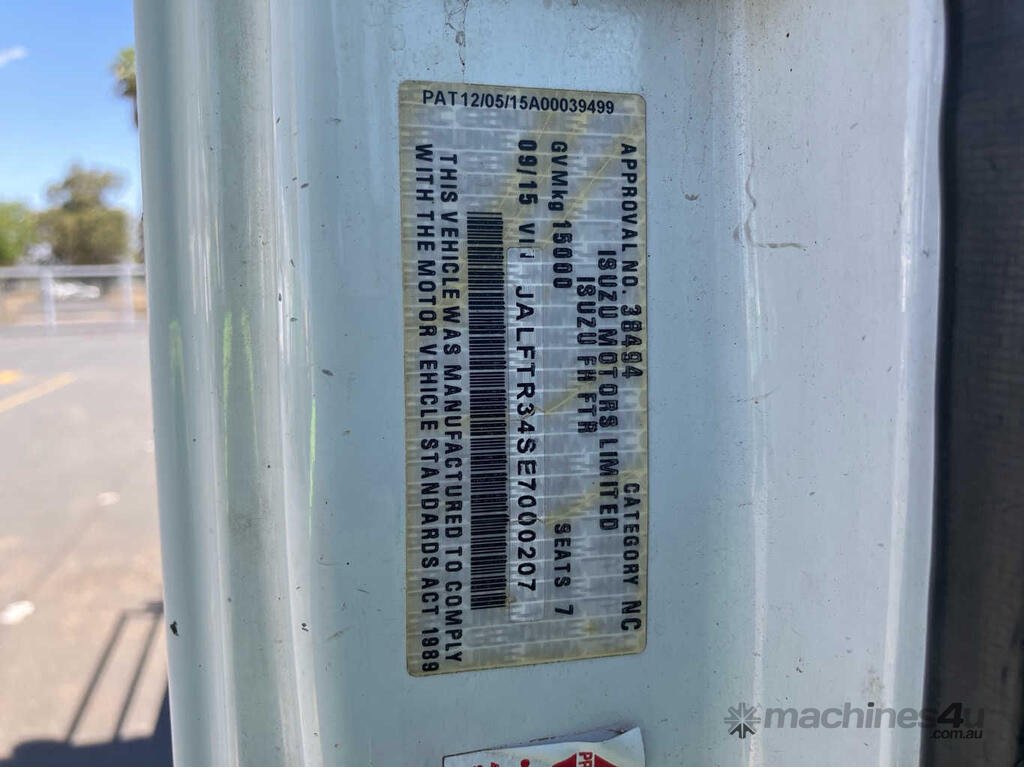 PAT12/05/15A00039499
APPROVAL NO. 38494 CATEGORY NC
ISUZU MOTORS LIMITED
ISUZU FH FTR
GVMkg 15000 SEATS 7
09/15 VIN JALFTR34SE7000207
THIS VEHICLE WAS MANUFACTURED TO COMPLY
WITH THE MOTOR VEHICLE STANDARDS ACT 1989
machines4u
.com.au